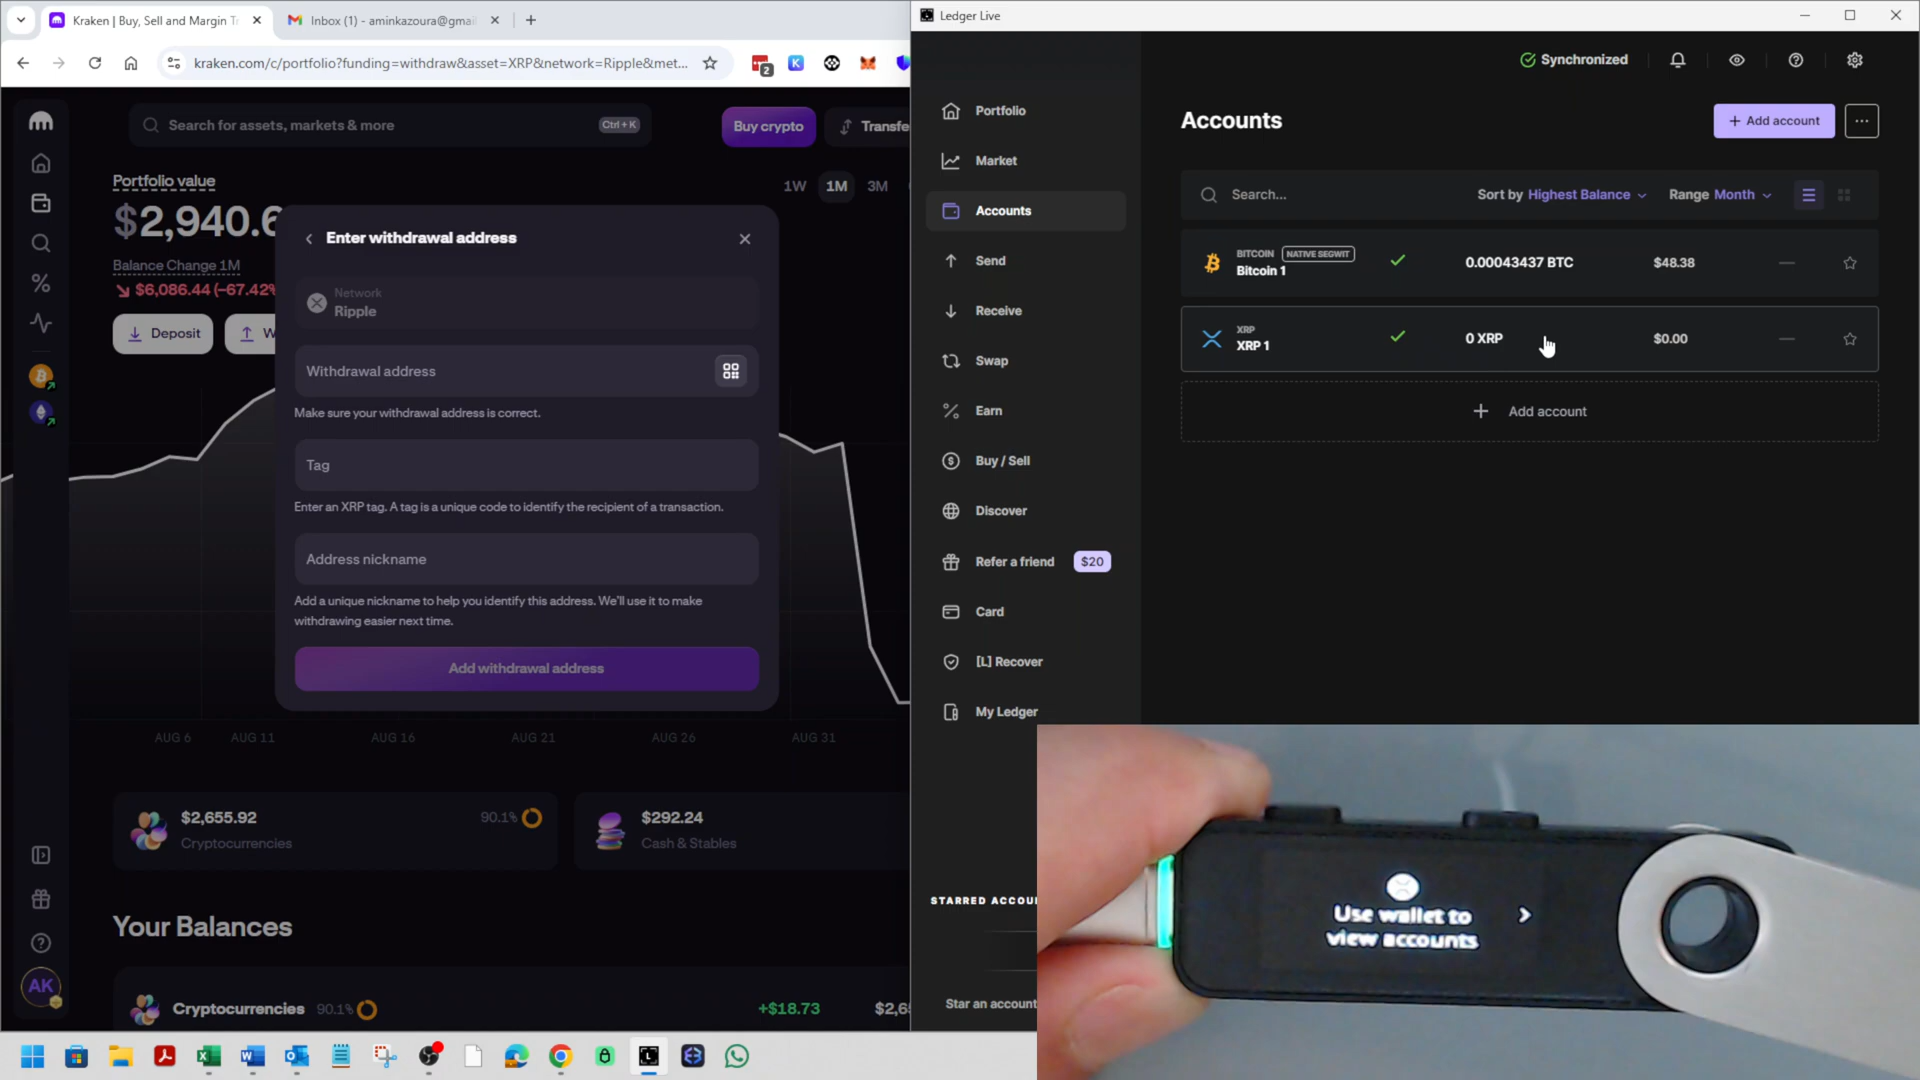 Kraken | Buy, Sell and Margin T
Inbox (1) - aminkazoura@gmai
kraken.com/c/portfolio?funding=withdraw&asset=XRP&network=Ripple&met...
2
Search for assets, markets & more
Ctrl + K
Buy crypto
Transfe
Portfolio value
$2,940.6
1W
1M
3M
Balance Change 1M
$6,086.44 (−67.42%
Deposit
W
Enter withdrawal address
Network
Ripple
Withdrawal address
Make sure your withdrawal address is correct.
Tag
Enter an XRP tag. A tag is a unique code to identify the recipient of a transaction.
Address nickname
Add a unique nickname to help you identify this address. We'll use it to make
withdrawing easier next time.
Add withdrawal address
AUG 6
AUG 11
AUG 16
AUG 21
AUG 26
AUG 31
$2,655.92
90.1%
Cryptocurrencies
$292.24
Cash & Stables
Your Balances
AK
Cryptocurrencies
90.1%
+$18.73
$2,6
Ledger Live
Synchronized
Portfolio
Market
Accounts
Send
Receive
Swap
Earn
Buy / Sell
Discover
Refer a friend
$20
Card
[L] Recover
My Ledger
STARRED ACCOU
Star an account
Accounts
+ Add account
Search...
Sort by Highest Balance
Range Month
BITCOIN
NATIVE SEGWIT
Bitcoin 1
0.00043437 BTC
$48.38
XRP
XRP 1
0 XRP
$0.00
+ Add account
Use wallet to
view accounts